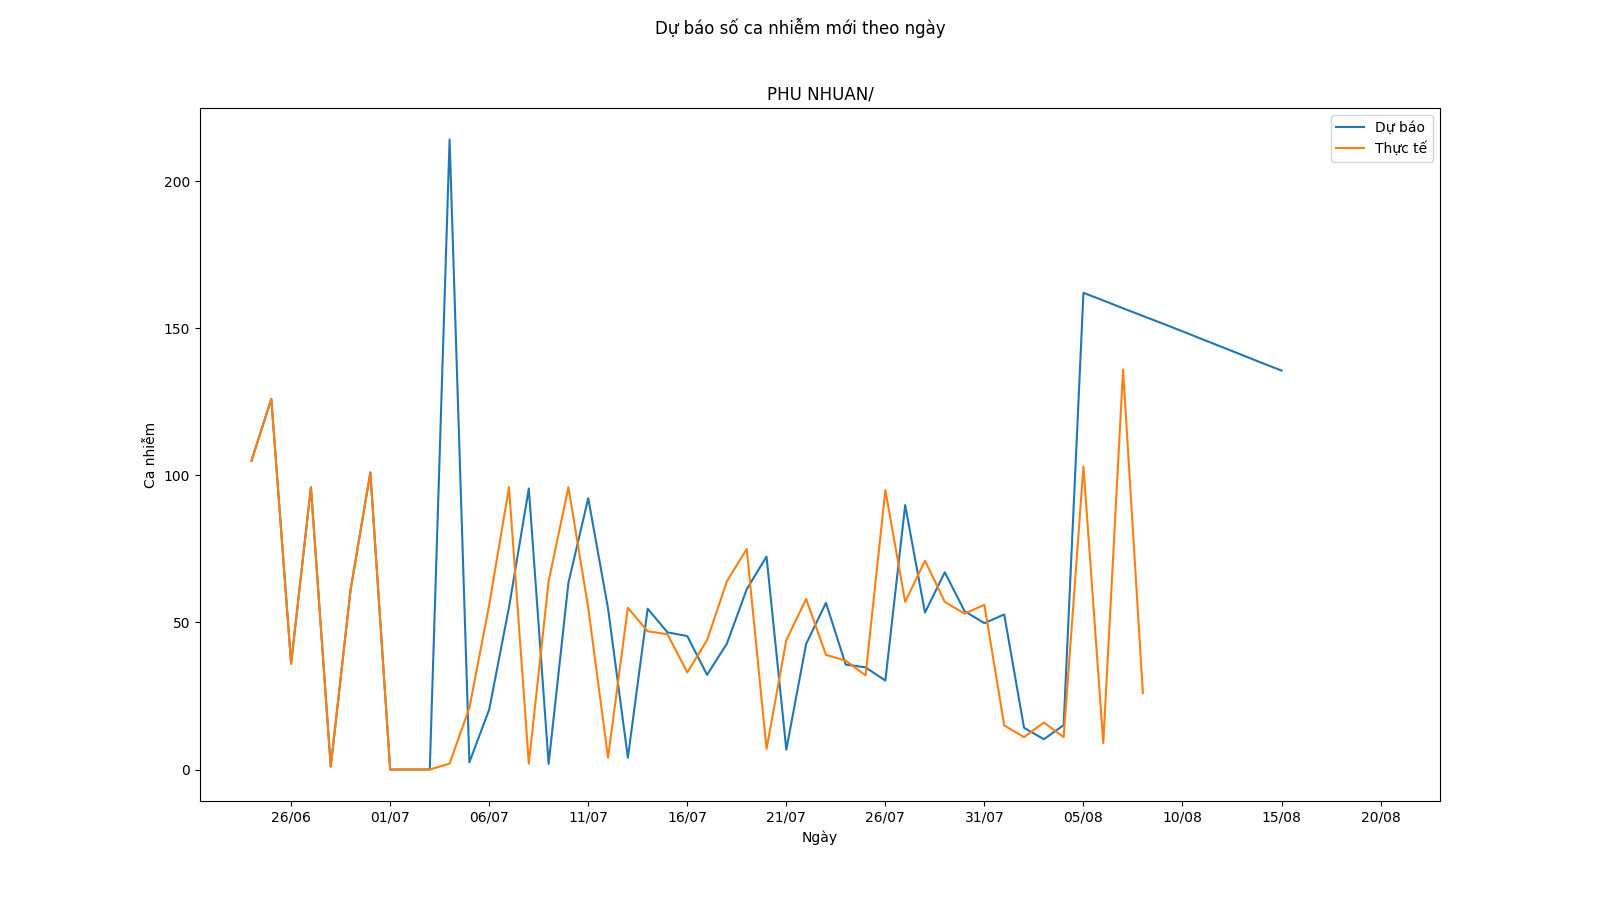 Dự báo số ca nhiễm mới theo ngày
PHU NHUAN/
Dự báo
Thực tế
Ca nhiễm
200
150
100
50
0
26/06 01/07 06/07 11/07 16/07 21/07 26/07 31/07 05/08 10/08 15/08 20/08
Ngày